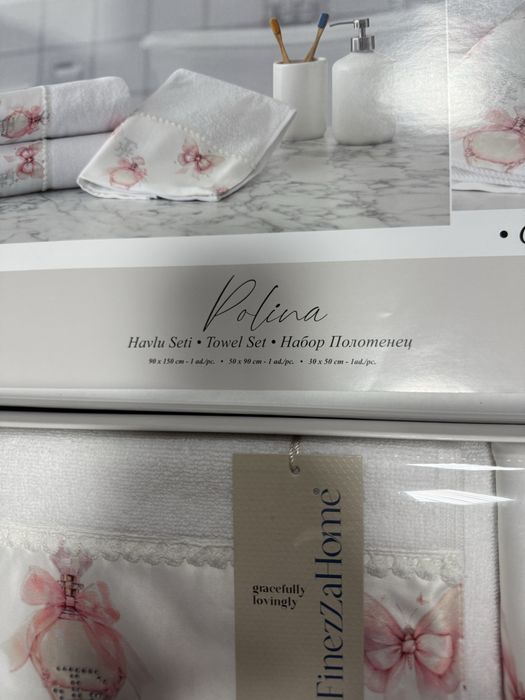 Polina
Havlu Seti • Towel Set • Набор Полотенец
90 x 150 cm - 1 ad./pc. • 50 x 90 cm - 1 ad./pc. • 30 x 50 cm - 1ad./pc.
gracefully
lovingly
FinezzaHome®